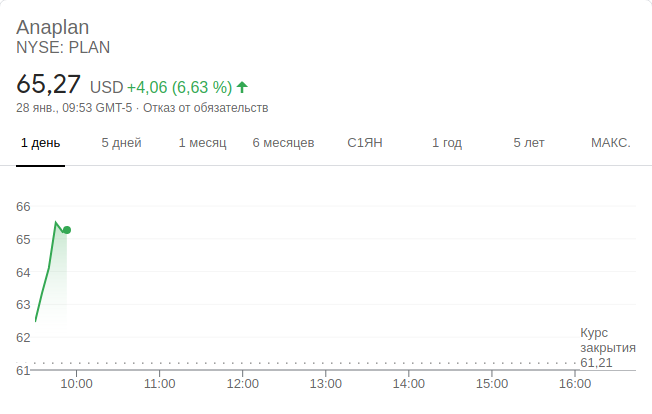 Anaplan
NYSE: PLAN
65,27 USD +4,06 (6,63 %)
28 янв., 09:53 GMT-5 · Отказ от обязательств
1 день 5 дней 1 месяц 6 месяцев С1ЯН 1 год 5 лет МАКС.
66
65
64
63
62
Курс
закрытия
61,21
61
10:00 11:00 12:00 13:00 14:00 15:00 16:00